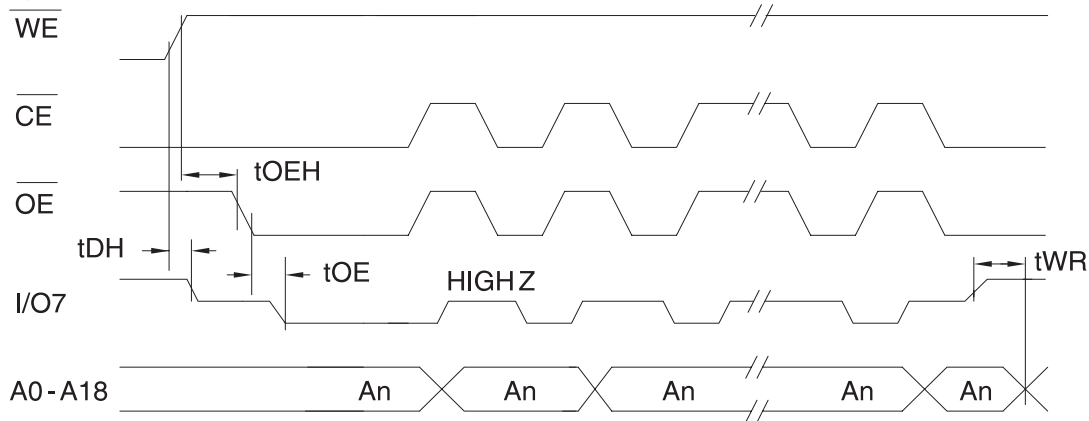 WE
CE
tOEH
OE
tDH
tOE
HIGH Z
tWR
I/O7
A0 - A18
An
An
An
An
An